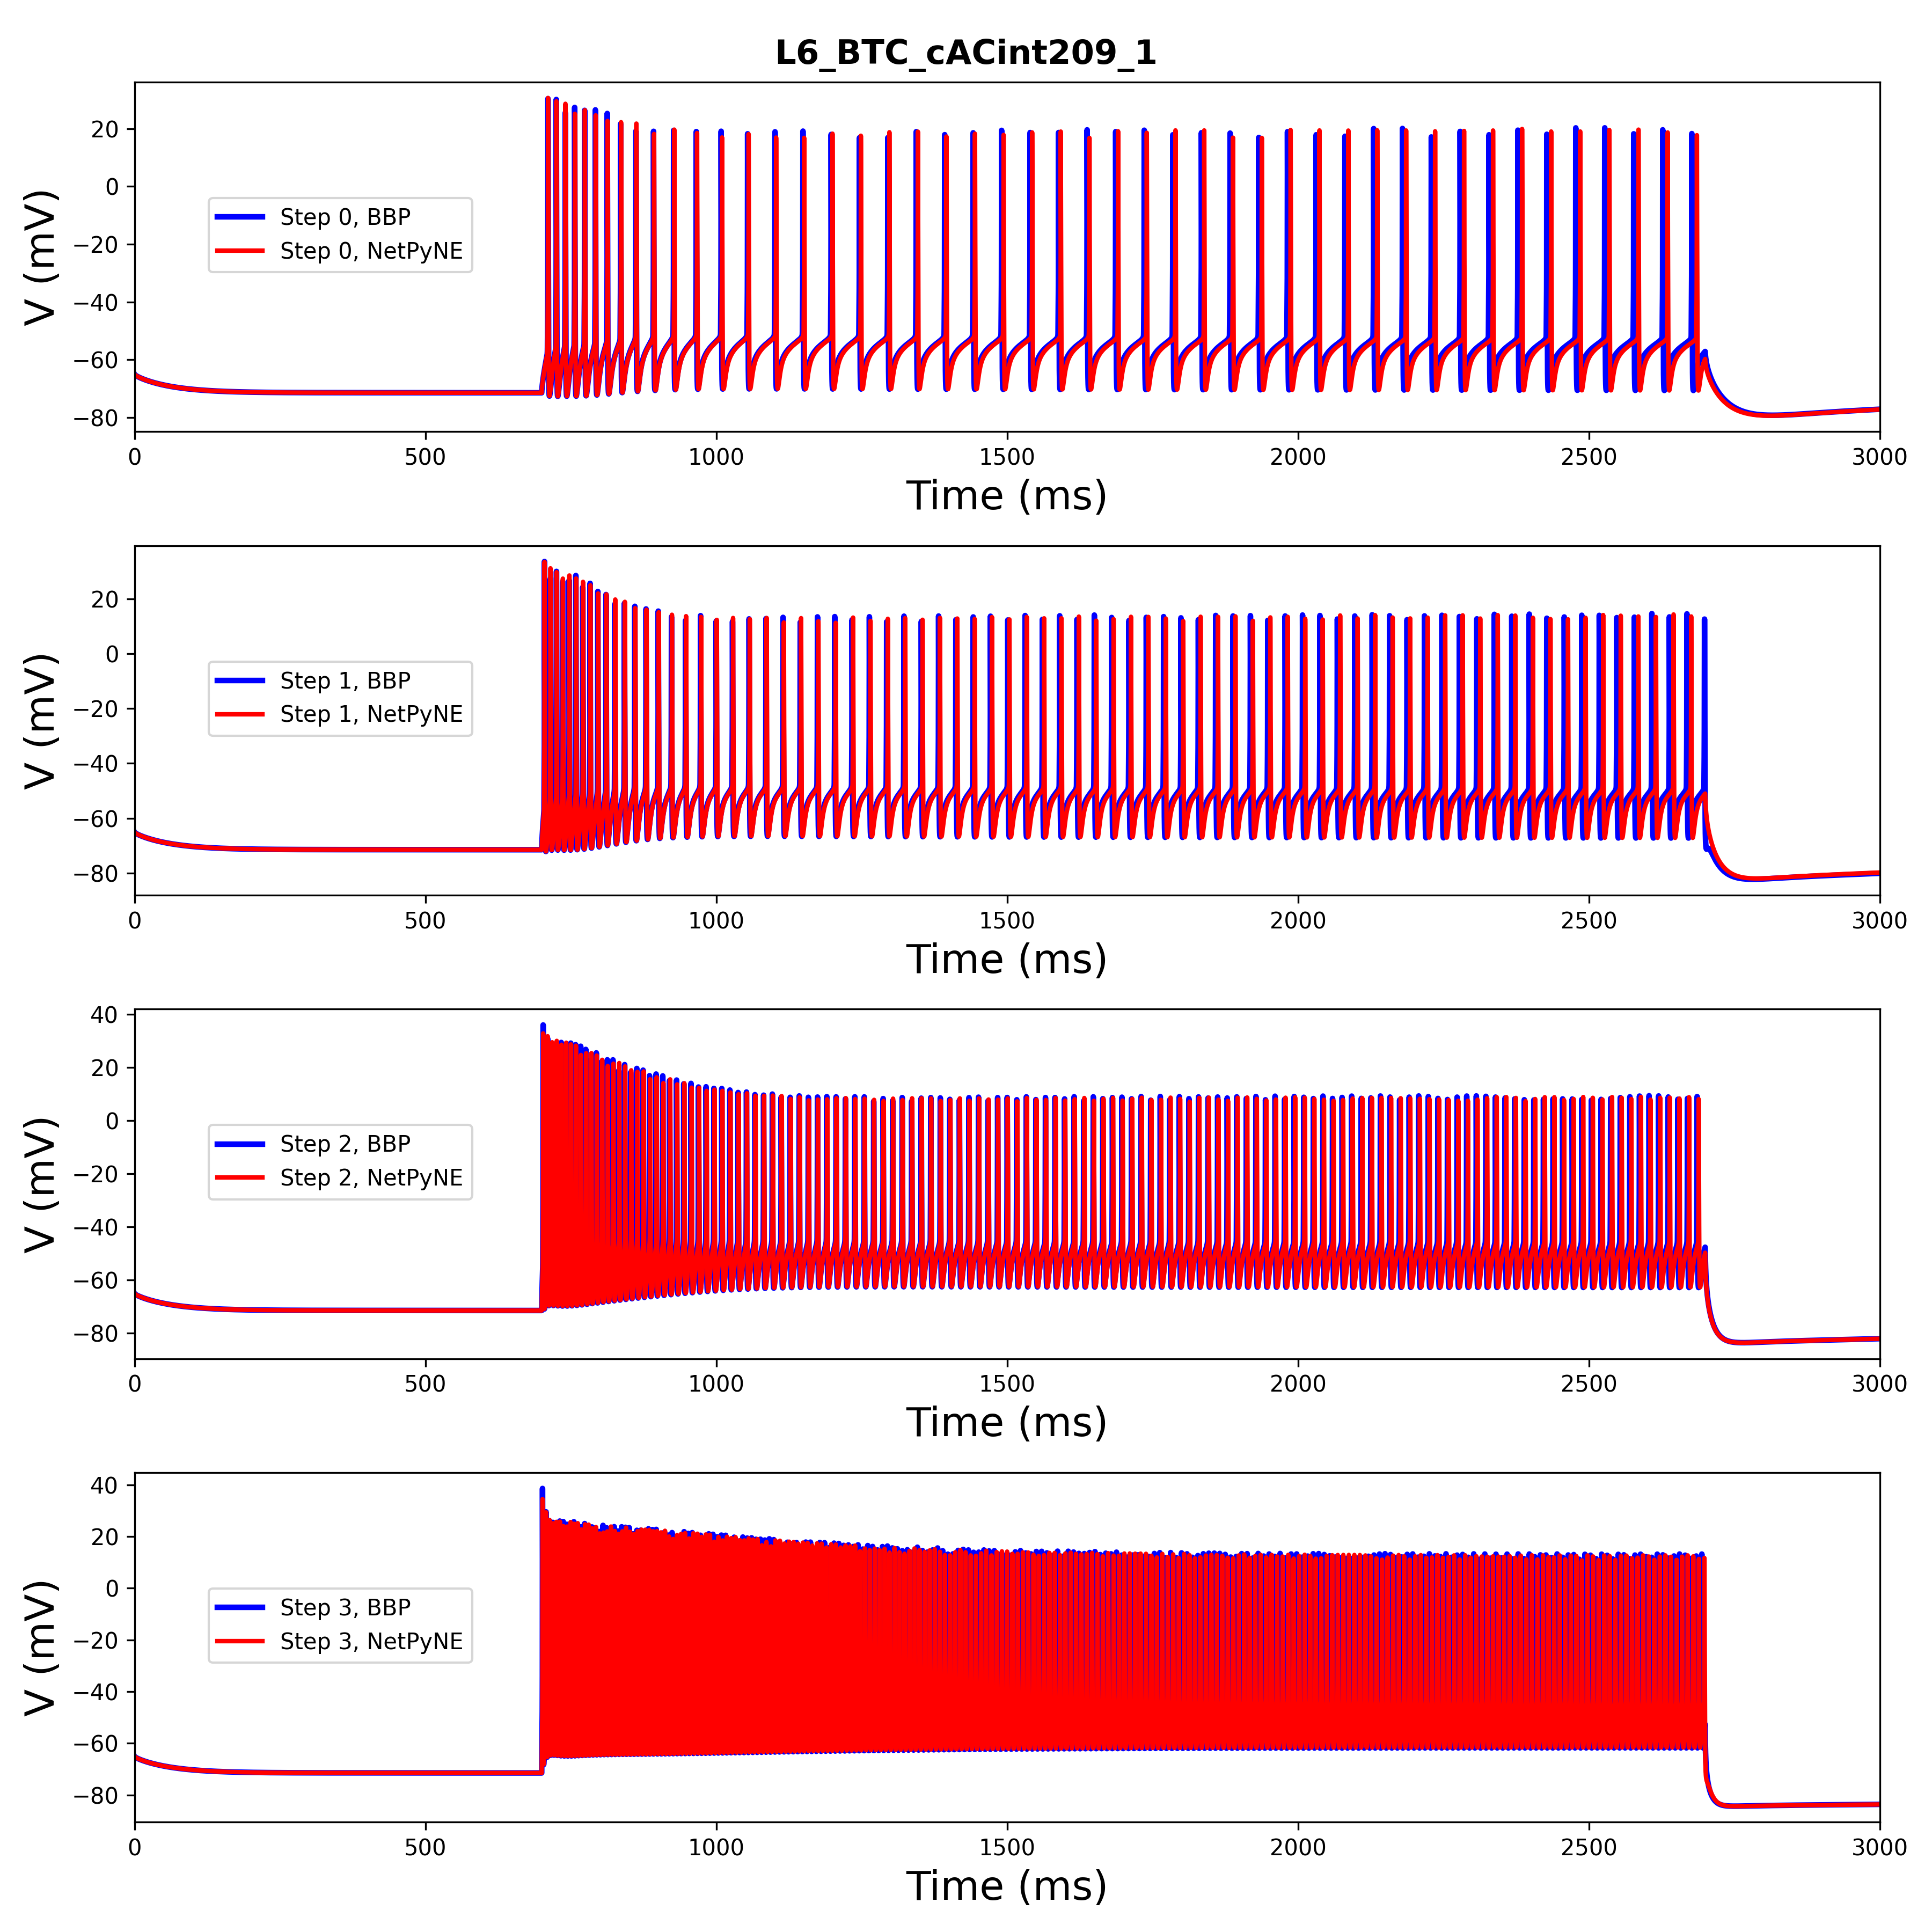 L6_BTC_cACint209_1
20
0
−20
−40
−60
−80
V (mV)
Step 0, BBP
Step 0, NetPyNE
0 500 1000 1500 2000 2500 3000
Time (ms)
20
0
−20
−40
−60
−80
V (mV)
Step 1, BBP
Step 1, NetPyNE
0 500 1000 1500 2000 2500 3000
Time (ms)
40
20
0
−20
−40
−60
−80
V (mV)
Step 2, BBP
Step 2, NetPyNE
0 500 1000 1500 2000 2500 3000
Time (ms)
40
20
0
−20
−40
−60
−80
V (mV)
Step 3, BBP
Step 3, NetPyNE
0 500 1000 1500 2000 2500 3000
Time (ms)